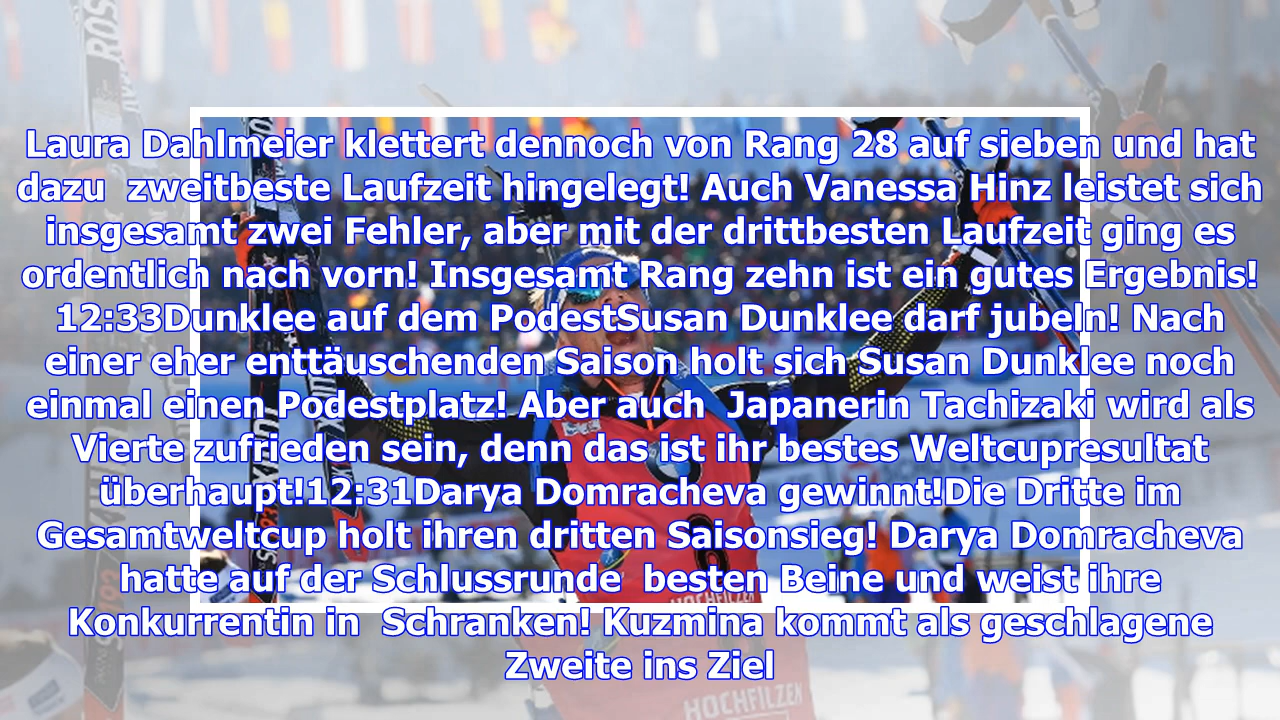 Laura Dahlmeier klettert dennoch von Rang 28 auf sieben und hat
dazu  zweitbeste Laufzeit hingelegt! Auch Vanessa Hinz leistet sich
insgesamt zwei Fehler, aber mit der drittbesten Laufzeit ging es
ordentlich nach vorn! Insgesamt Rang zehn ist ein gutes Ergebnis!
12:33Dunklee auf dem PodestSusan Dunklee darf jubeln! Nach
einer eher enttäuschenden Saison holt sich Susan Dunklee noch
einmal einen Podestplatz! Aber auch  Japanerin Tachizaki wird als
Vierte zufrieden sein, denn das ist ihr bestes Weltcupresultat
überhaupt!12:31Darya Domracheva gewinnt!Die Dritte im
Gesamtweltcup holt ihren dritten Saisonsieg! Darya Domracheva
hatte auf der Schlussrunde  besten Beine und weist ihre
Konkurrentin in  Schranken! Kuzmina kommt als geschlagene
Zweite ins Ziel
HOCHFILZEN